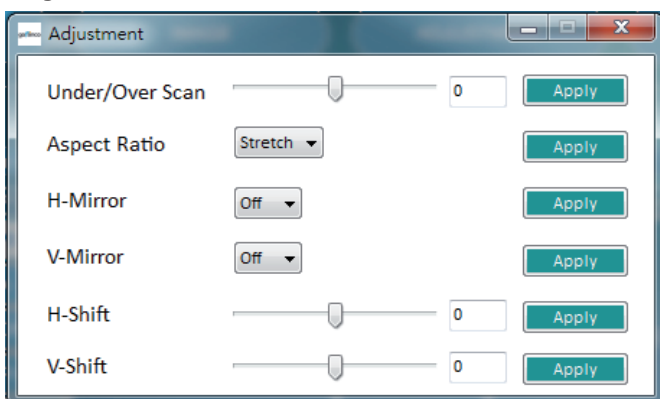 Adjustment
Under/Over Scan 0 Apply
Aspect Ratio Stretch Apply
H-Mirror Off Apply
V-Mirror Off Apply
H-Shift 0 Apply
V-Shift 0 Apply